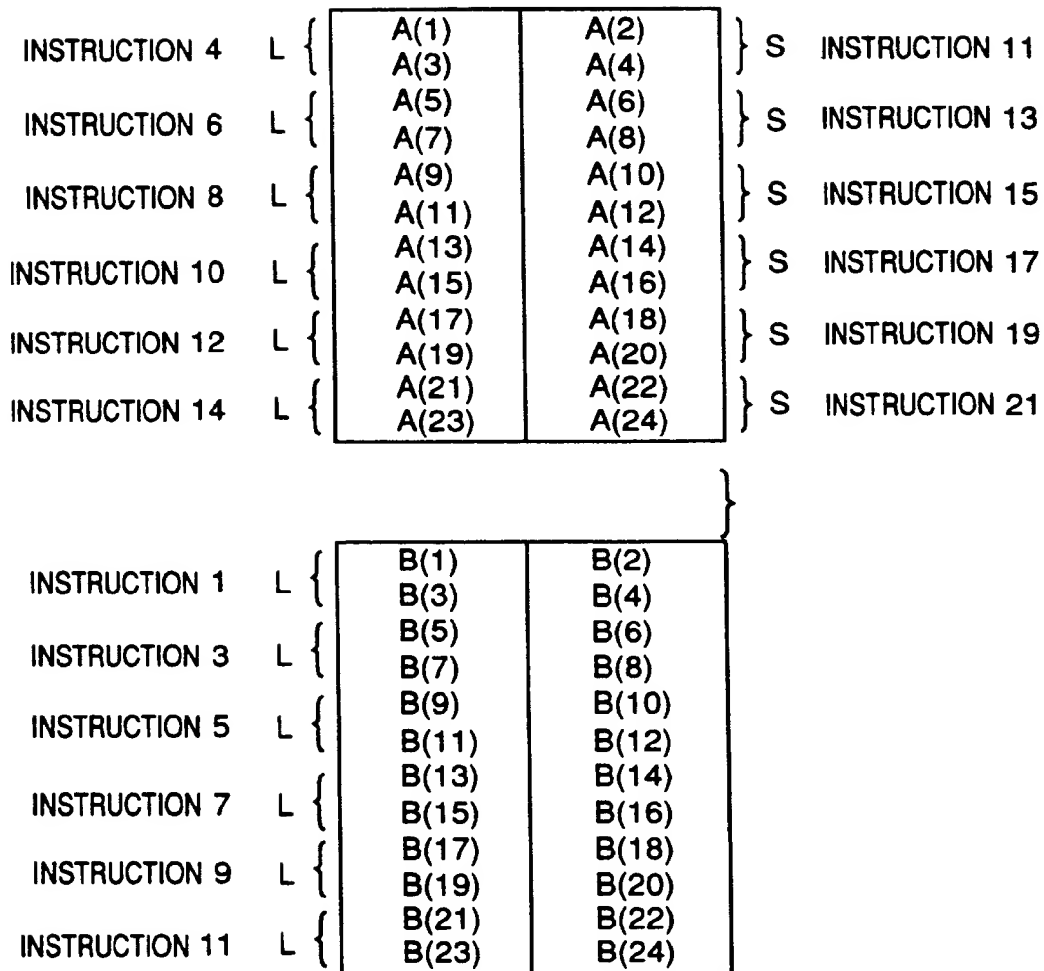 A(1) A(2)
INSTRUCTION 4 L S INSTRUCTION 11
A(3) A(4)
A(5) A(6)
INSTRUCTION 6 L S INSTRUCTION 13
A(7) A(8)
A(9) A(10)
INSTRUCTION 8 L S INSTRUCTION 15
A(11) A(12)
A(13) A(14)
INSTRUCTION 10 L S INSTRUCTION 17
A(15) A(16)
A(17) A(18)
INSTRUCTION 12 L S INSTRUCTION 19
A(19) A(20)
A(21) A(22)
INSTRUCTION 14 L S INSTRUCTION 21
A(23) A(24)
B(1) B(2)
INSTRUCTION 1 L
B(3) B(4)
B(5) B(6)
INSTRUCTION 3 L
B(7) B(8)
B(9) B(10)
INSTRUCTION 5 L
B(11) B(12)
B(13) B(14)
INSTRUCTION 7 L
B(15) B(16)
B(17) B(18)
INSTRUCTION 9 L
B(19) B(20)
B(21) B(22)
INSTRUCTION 11 L
B(23) B(24)